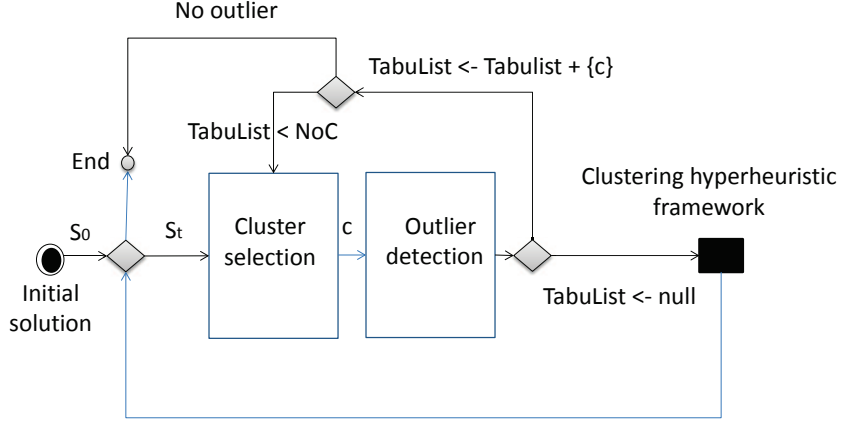 No outlier
TabuList <- Tabulist + {c}
TabuList < NoC
End
Clustering hyperheuristic
framework
S0
St
Cluster
selection
c
Outlier
detection
Initial
solution
TabuList <- null